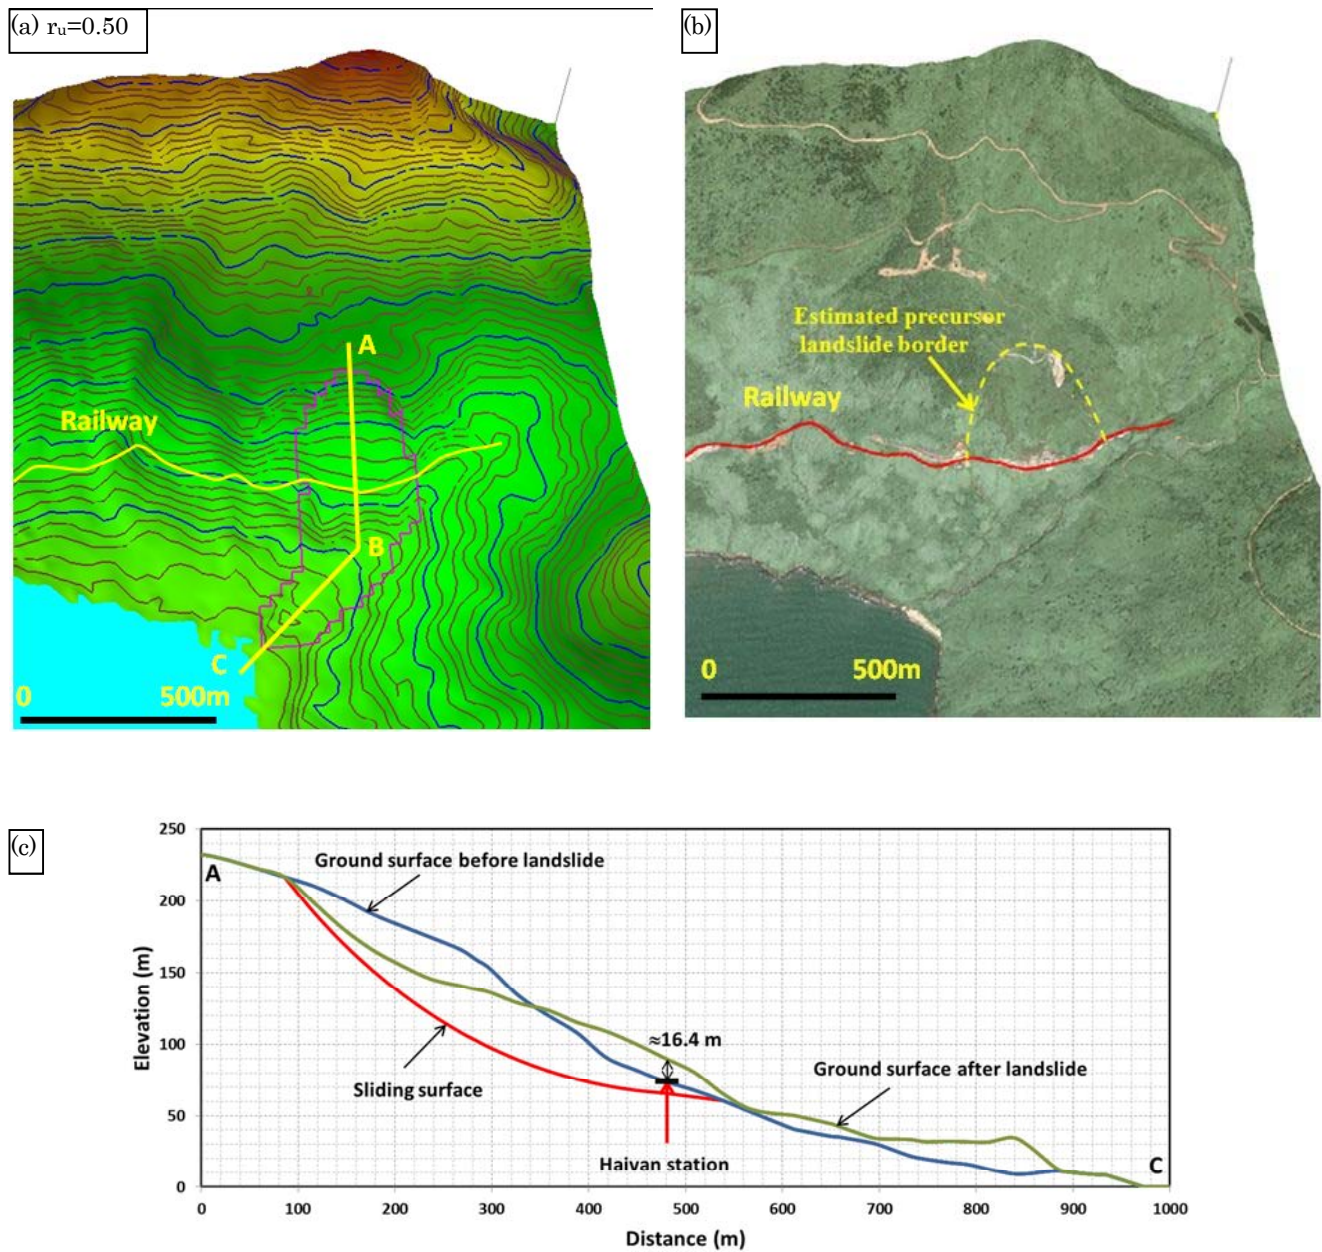 (a) rᵤ=0.50
A
Railway
B
C
0 500m
(b)
Estimated precursor
landslide border
Railway
0 500m
(c)
250
200
150
100
50
0
Elevation (m)
A
Ground surface before landslide
≈16.4 m
Sliding surface
Ground surface after landslide
Haivan station
C
0 100 200 300 400 500 600 700 800 900 1000
Distance (m)